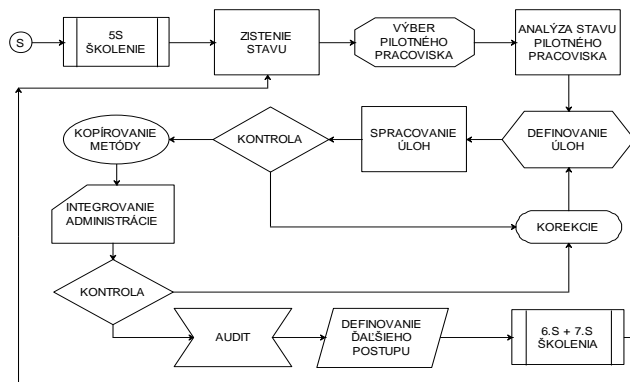 S
5S
ŠKOLENIE
ZISTENIE
STAVU
VÝBER
PILOTNÉHO
PRACOVISKA
ANALÝZA STAVU
PILOTNÉHO
PRACOVISKA
KOPÍROVANIE
METÓDY
KONTROLA
SPRACOVANIE
ÚLOH
DEFINOVANIE
ÚLOH
INTEGROVANIE
ADMINISTRÁCIE
KOREKCIE
KONTROLA
AUDIT
DEFINOVANIE
ĎAĽŠIEHO
POSTUPU
6.S + 7.S
ŠKOLENIA